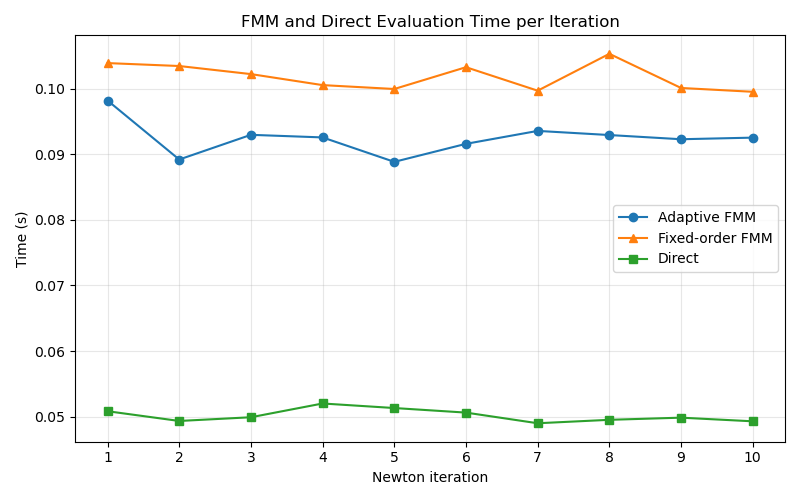 FMM and Direct Evaluation Time per Iteration
Time (s)
0.10
0.09
0.08
0.07
0.06
0.05
Adaptive FMM
Fixed-order FMM
Direct
1 2 3 4 5 6 7 8 9 10
Newton iteration